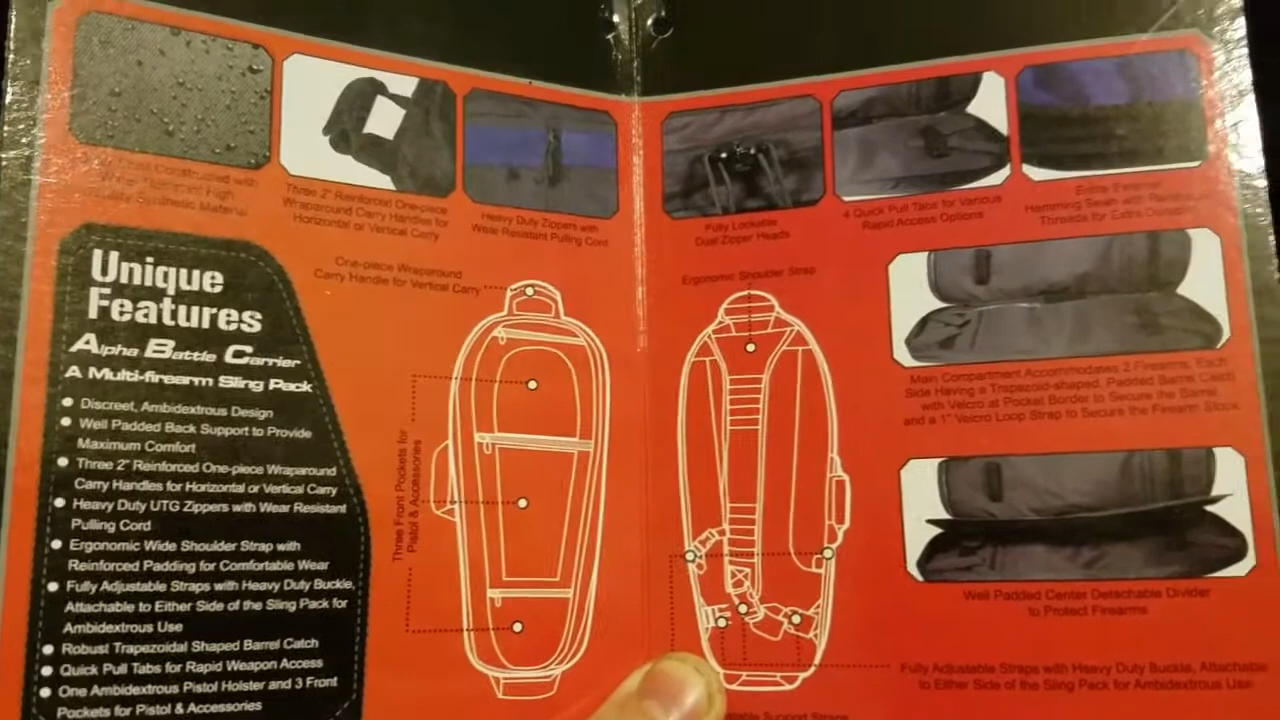 Constructed with
High
Synthetic Material
Three 2" Reinforced One-piece
Wraparound Carry Handles for
Horizontal or Vertical Carry
Heavy Duty Zippers with
Wear Resistant Pulling Cord
Fully Lockable
Dual Zipper Heads
4 Quick Pull Tabs for Various
Rapid Access Options
Hemming Sewn with
Threads for Extra
Unique
Features
Alpha Battle Carrier
A Multi-firearm Sling Pack
Discreet, Ambidextrous Design
Well Padded Back Support to Provide
Maximum Comfort
Three 2" Reinforced One-piece Wraparound
Carry Handles for Horizontal or Vertical Carry
Heavy Duty UTG Zippers with Wear Resistant
Pulling Cord
Ergonomic Wide Shoulder Strap with
Reinforced Padding for Comfortable Wear
Fully Adjustable Straps with Heavy Duty Buckle,
Attachable to Either Side of the Sling Pack for
Ambidextrous Use
Robust Trapezoidal Shaped Barrel Catch
Quick Pull Tabs for Rapid Weapon Access
One Ambidextrous Pistol Holster and 3 Front
Pockets for Pistol & Accessories
One-piece Wraparound
Carry Handle for Vertical Carry
Three Front Pockets for
Pistol & Accessories
Ergonomic Shoulder Strap
Main Compartment Accommodates 2 Firearms, Each
Side Having a Trapezoid-shaped, Padded Barrel Catch
with Velcro at Pocket Border to Secure the Barrel
and a 1" Velcro Loop Strap to Secure the Firearm Stock
Well Padded Center Detachable Divider
to Protect Firearms
Fully Adjustable Straps with Heavy Duty Buckle, Attachable
to Either Side of the Sling Pack for Ambidextrous Use
Support Straps